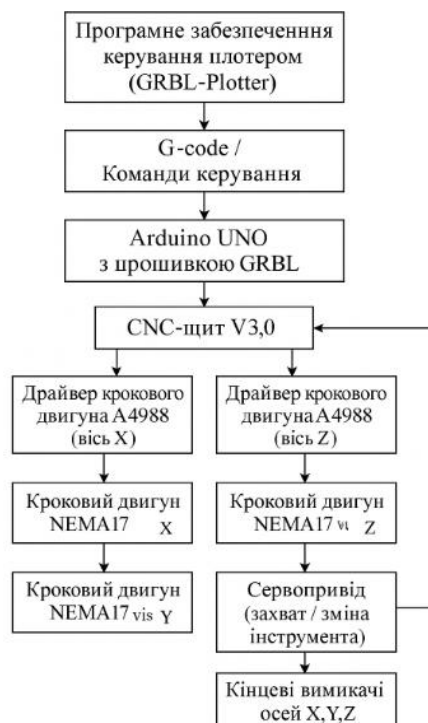 Програмне забезпеченння
керування плотером
(GRBL-Plotter)
G-code /
Команди керування
Arduino UNO
з прошивкою GRBL
CNC-щит V3,0
Драйвер крокового
двигуна A4988
(вісь X)
Драйвер крокового
двигуна A4988
(вісь Z)
Кроковий двигун
NEMA17 X
Кроковий двигун
NEMA17 Z
Кроковий двигун
NEMA17 vis Y
Сервопривід
(захват / зміна
інструмента)
Кінцеві вимикачі
осей X,Y,Z